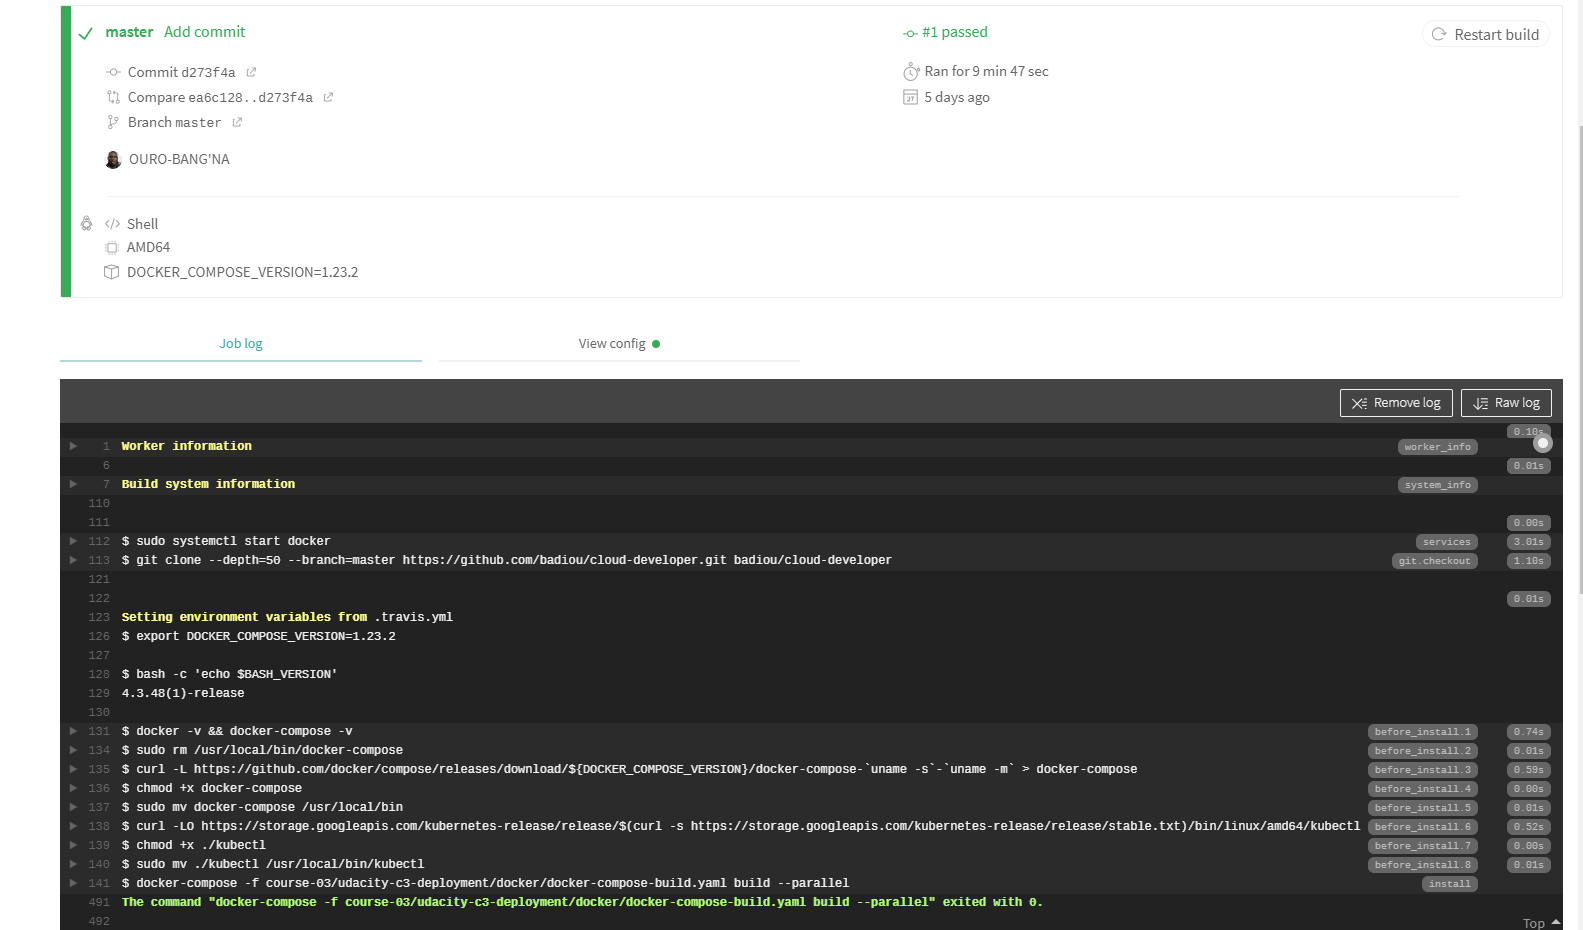 master Add commit
#1 passed
Restart build
Commit d273f4a
Ran for 9 min 47 sec
Compare ea6c128..d273f4a
27
5 days ago
Branch master
OURO-BANG'NA
</> Shell
AMD64
DOCKER_COMPOSE_VERSION=1.23.2
Job log
View config
Remove log
Raw log
0.10s
1 Worker information worker_info
6 0.01s
7 Build system information system_info
110
111 0.00s
112 $ sudo systemctl start docker services 3.01s
113 $ git clone --depth=50 --branch=master https://github.com/badiou/cloud-developer.git badiou/cloud-developer git.checkout 1.10s
121
122 0.01s
123 Setting environment variables from .travis.yml
126 $ export DOCKER_COMPOSE_VERSION=1.23.2
127
128 $ bash -c 'echo $BASH_VERSION'
129 4.3.48(1)-release
130
131 $ docker -v && docker-compose -v before_install.1 0.74s
134 $ sudo rm /usr/local/bin/docker-compose before_install.2 0.01s
135 $ curl -L https://github.com/docker/compose/releases/download/${DOCKER_COMPOSE_VERSION}/docker-compose-`uname -s`-`uname -m` > docker-compose before_install.3 0.59s
136 $ chmod +x docker-compose before_install.4 0.00s
137 $ sudo mv docker-compose /usr/local/bin before_install.5 0.01s
138 $ curl -LO https://storage.googleapis.com/kubernetes-release/release/$(curl -s https://storage.googleapis.com/kubernetes-release/release/stable.txt)/bin/linux/amd64/kubectl before_install.6 0.52s
139 $ chmod +x ./kubectl before_install.7 0.00s
140 $ sudo mv ./kubectl /usr/local/bin/kubectl before_install.8 0.01s
141 $ docker-compose -f course-03/udacity-c3-deployment/docker/docker-compose-build.yaml build --parallel install
491 The command "docker-compose -f course-03/udacity-c3-deployment/docker/docker-compose-build.yaml build --parallel" exited with 0.
492
Top